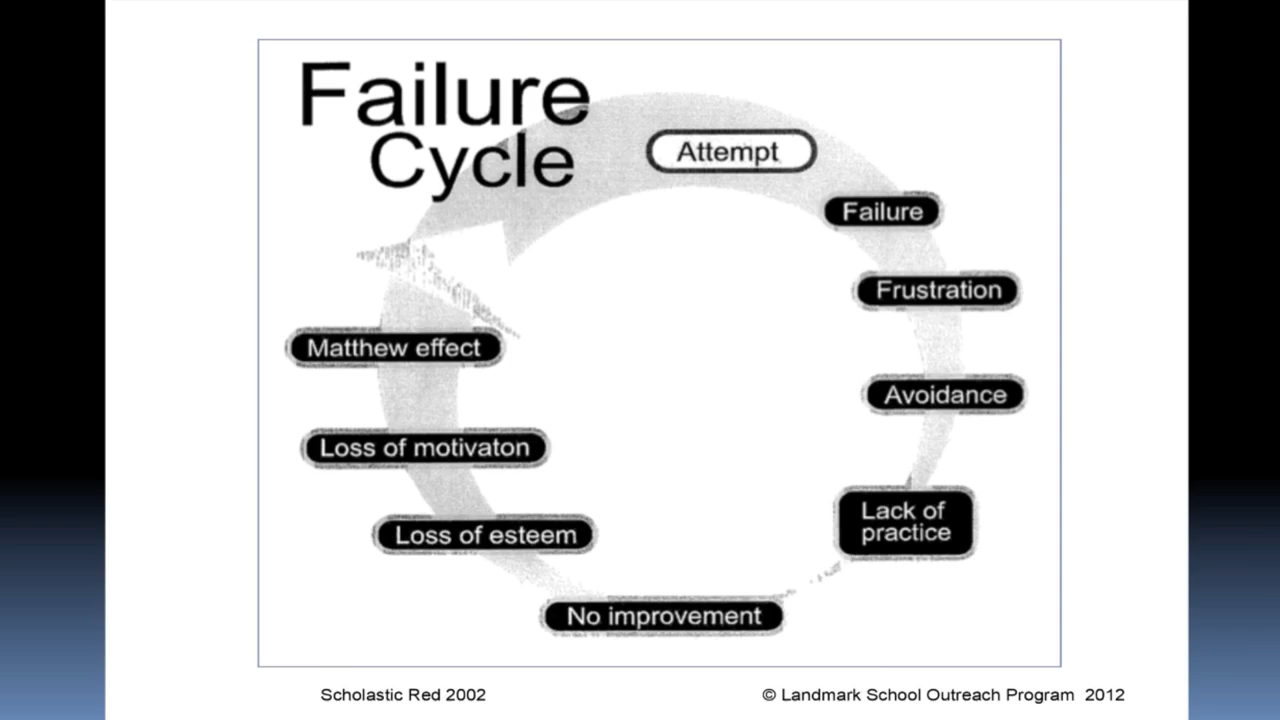 Failure
Cycle
Attempt
Failure
Frustration
Avoidance
Lack of
practice
No improvement
Loss of esteem
Loss of motivaton
Matthew effect
Scholastic Red 2002
© Landmark School Outreach Program 2012